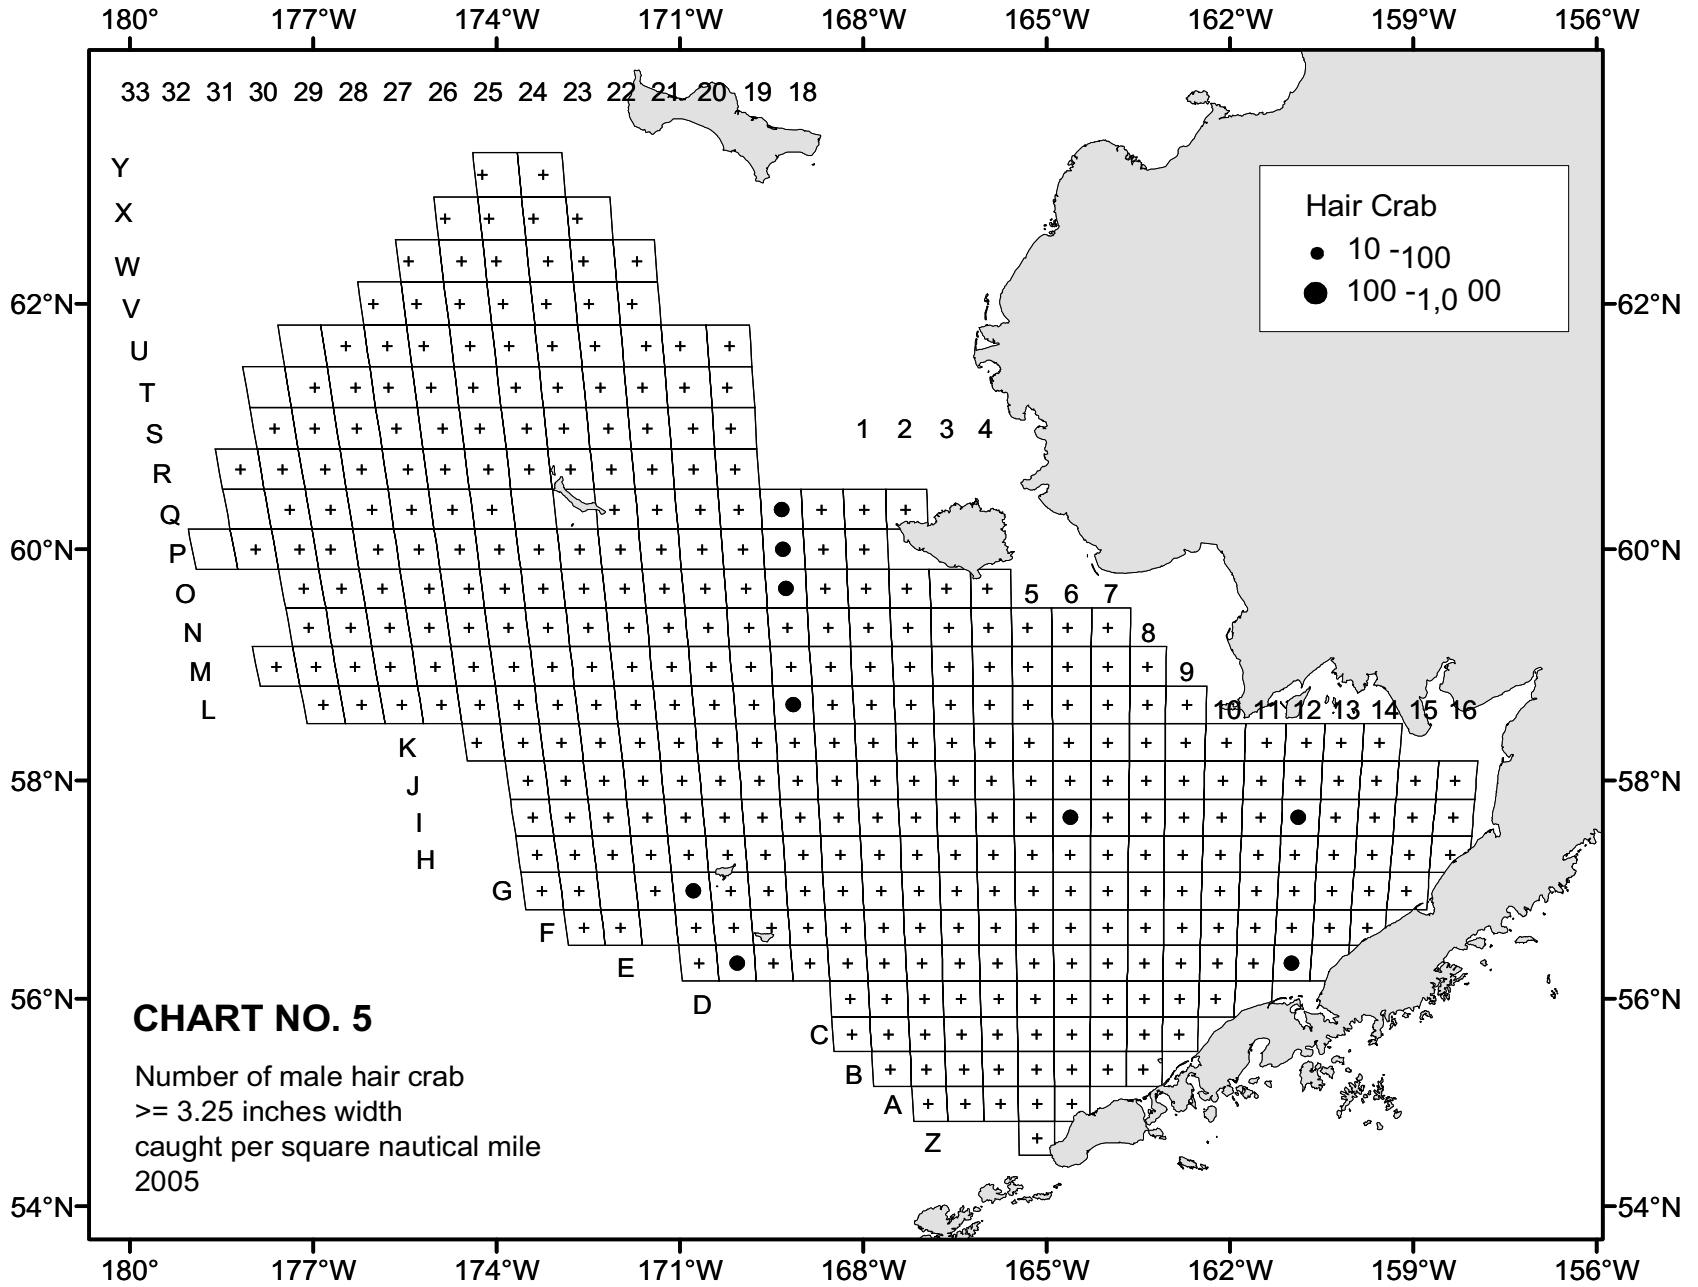 180° 177°W 174°W 171°W 168°W 165°W 162°W 159°W 156°W
33 32 31 30 29 28 27 26 25 24 23 22 21 20 19 18
Y
Hair Crab
X
10 -100
W
100 -1,0 00
62°N V 62°N
U
T
1 2 3 4
S
R
Q
60°N P 60°N
O 5 6 7
N 8
M 9
L 10 11 12 13 14 15 16
K
58°N J 58°N
I
H
G
F
E
56°N D 56°N
CHART NO. 5
C
Number of male hair crab
B
>= 3.25 inches width
A
caught per square nautical mile
Z
2005
54°N 54°N
180° 177°W 174°W 171°W 168°W 165°W 162°W 159°W 156°W